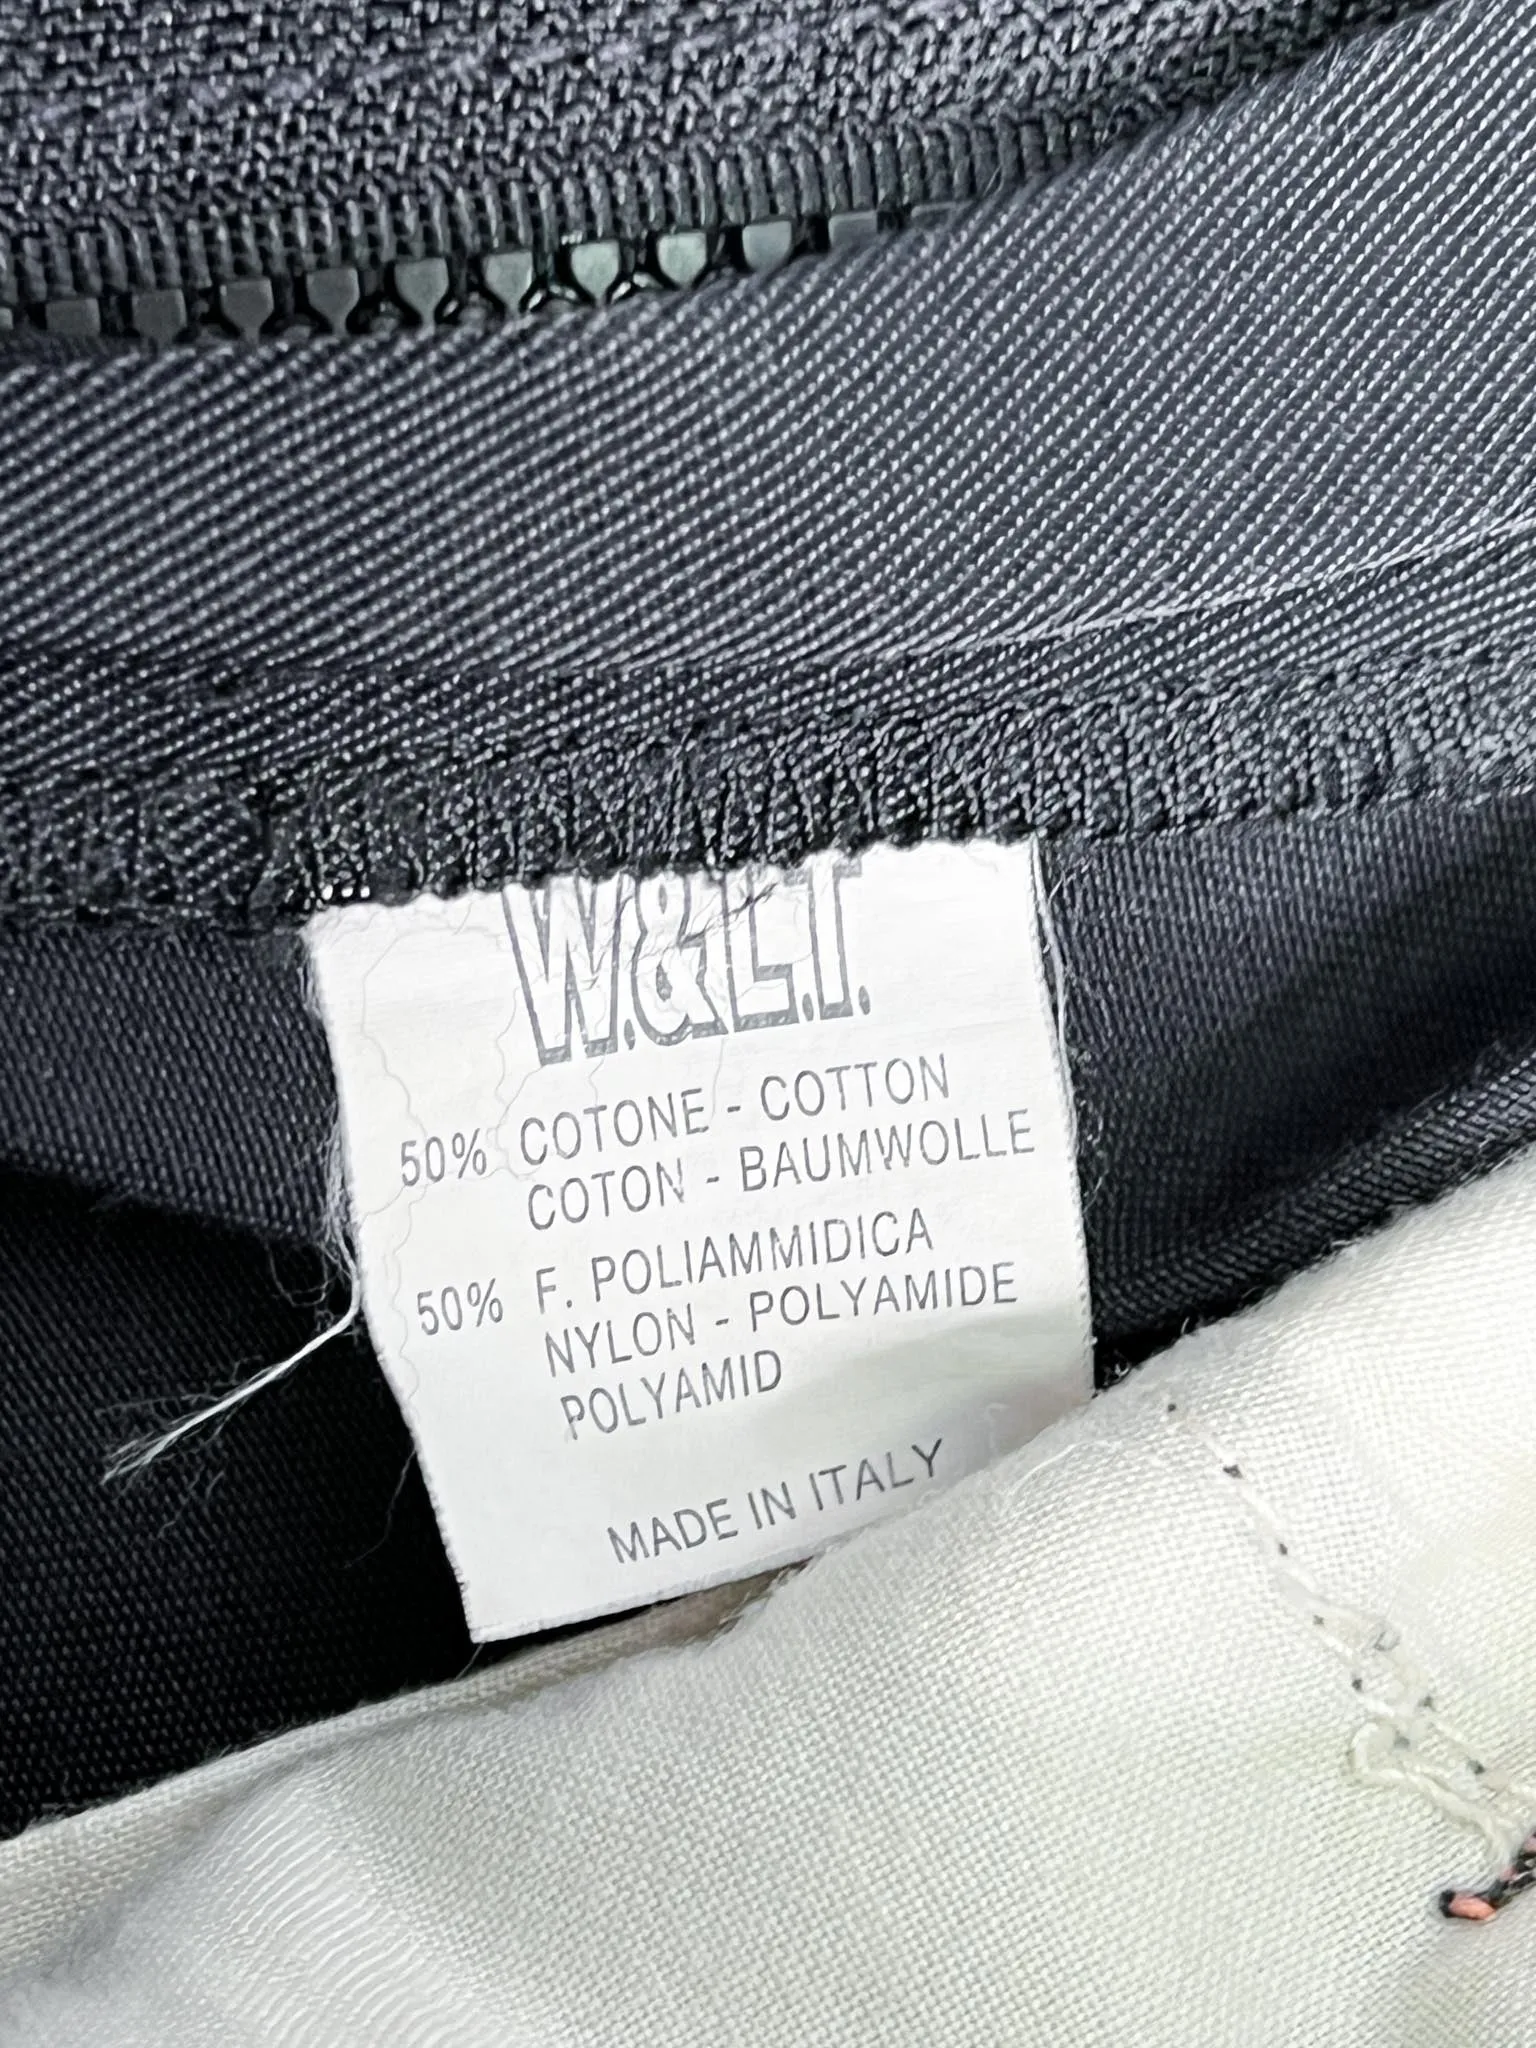 W.&L.T.
50% COTONE - COTTON
COTON - BAUMWOLLE
50% F. POLIAMMIDICA
NYLON - POLYAMIDE
POLYAMID
MADE IN ITALY